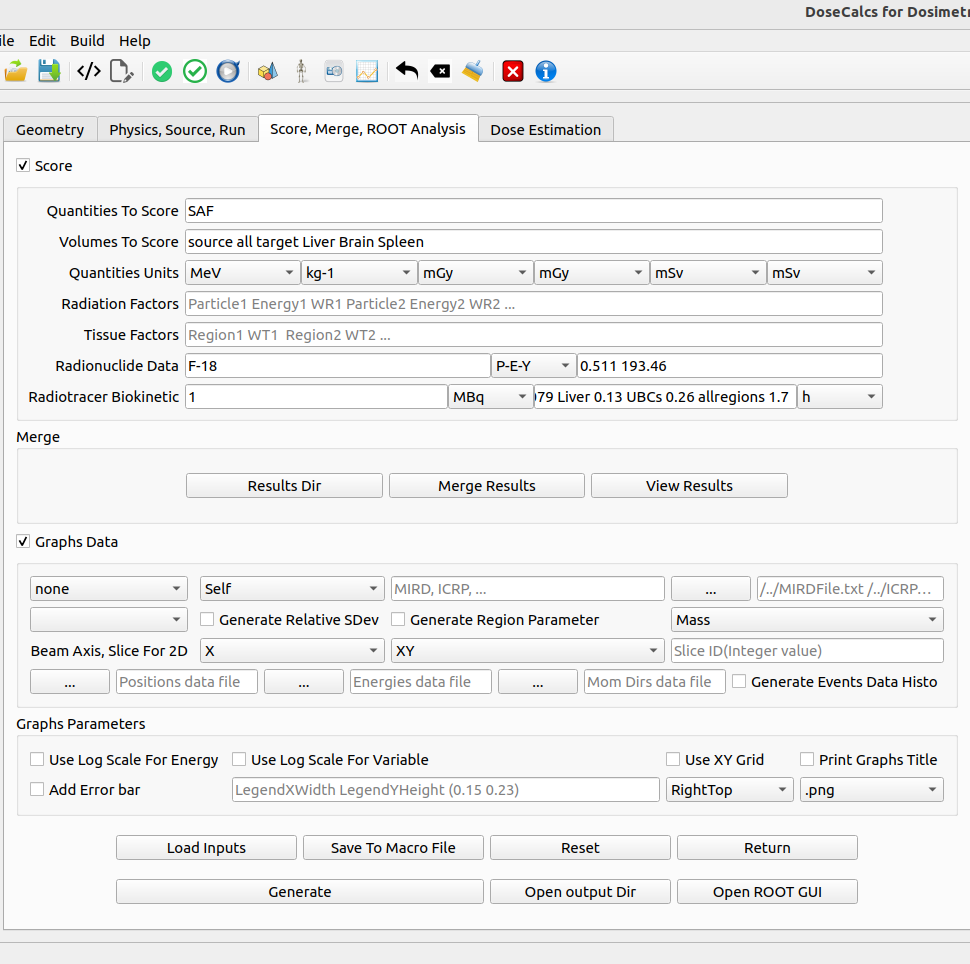 DoseCalcs for Dosimetr
ile Edit Build Help
Geometry Physics, Source, Run Score, Merge, ROOT Analysis Dose Estimation
Score
Quantities To Score SAF
Volumes To Score source all target Liver Brain Spleen
Quantities Units MeV kg-1 mGy mGy mSv mSv
Radiation Factors Particle1 Energy1 WR1 Particle2 Energy2 WR2 ...
Tissue Factors Region1 WT1 Region2 WT2 ...
Radionuclide Data F-18 P-E-Y 0.511 193.46
Radiotracer Biokinetic 1 MBq 079 Liver 0.13 UBCs 0.26 allregions 1.7 h
Merge
Results Dir Merge Results View Results
Graphs Data
none Self MIRD, ICRP, ... ... /../MIRDFile.txt /../ICRP...
Generate Relative SDev Generate Region Parameter Mass
Beam Axis, Slice For 2D X XY Slice ID(Integer value)
... Positions data file ... Energies data file ... Mom Dirs data file Generate Events Data Histo
Graphs Parameters
Use Log Scale For Energy Use Log Scale For Variable Use XY Grid Print Graphs Title
Add Error bar LegendXWidth LegendYHeight (0.15 0.23) RightTop .png
Load Inputs Save To Macro File Reset Return
Generate Open output Dir Open ROOT GUI